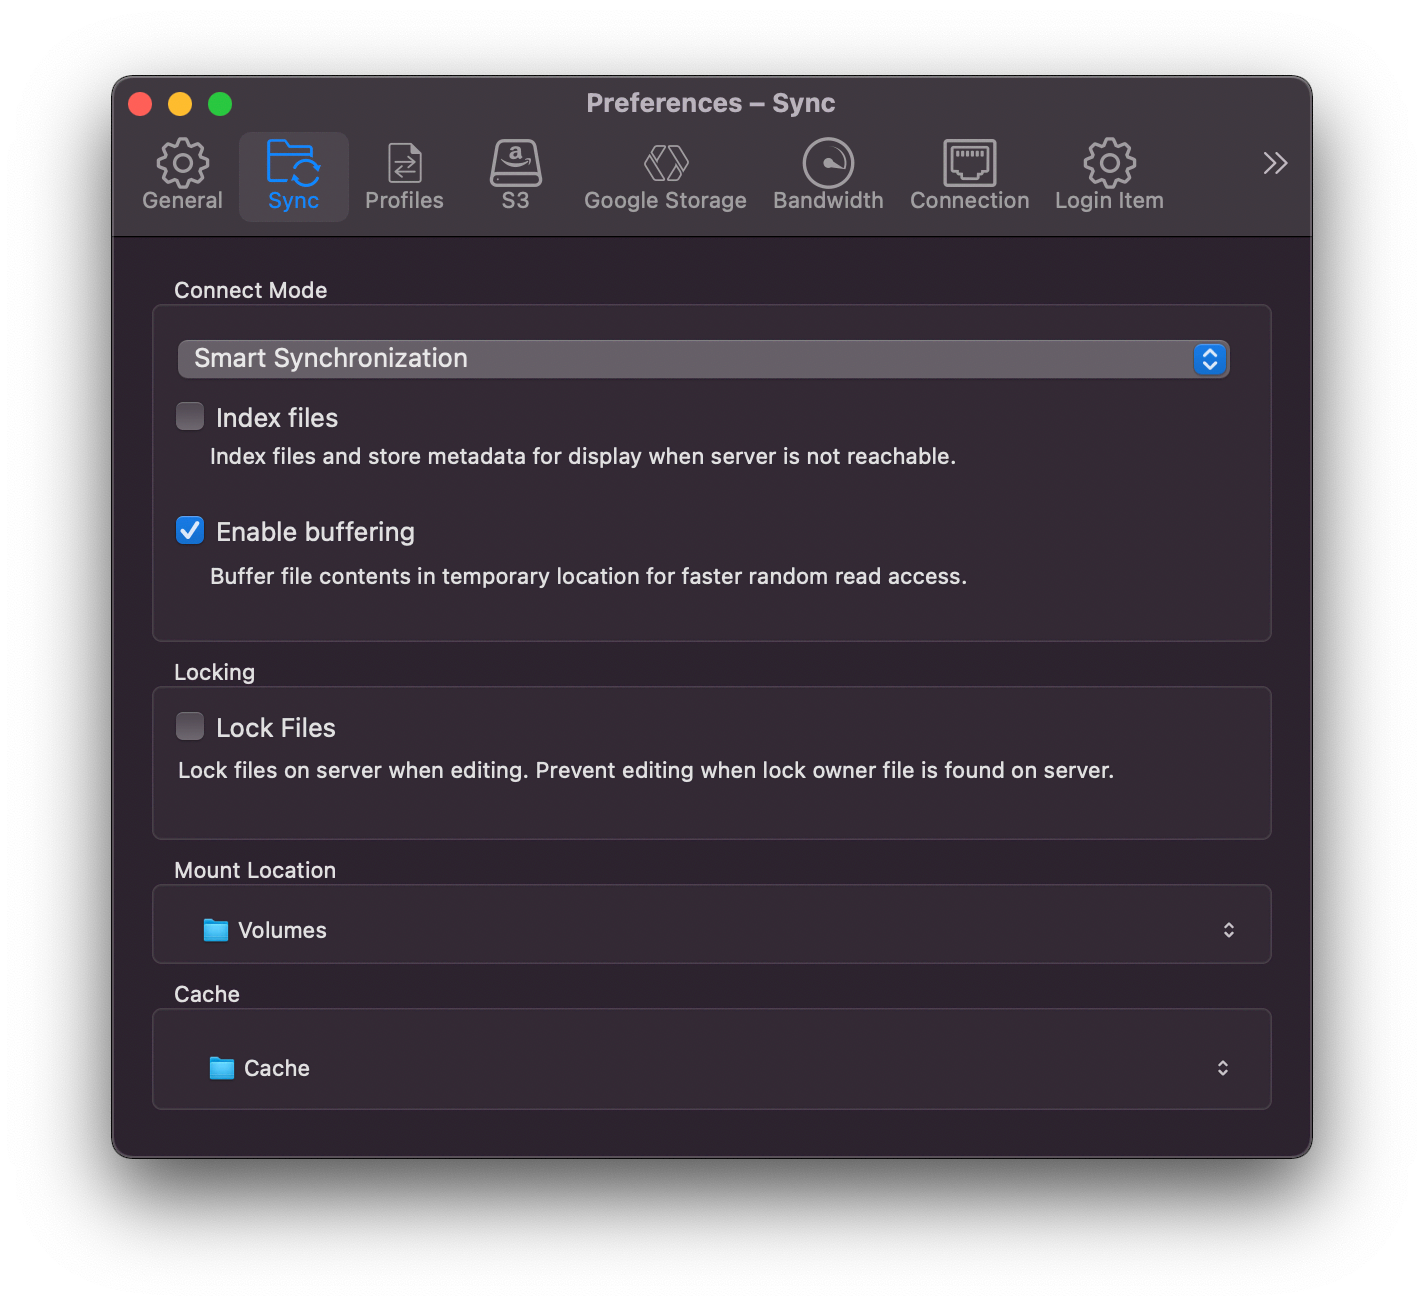 Preferences – Sync
General
Sync
Profiles
S3
Google Storage
Bandwidth
Connection
Login Item
Connect Mode
Smart Synchronization
Index files
Index files and store metadata for display when server is not reachable.
Enable buffering
Buffer file contents in temporary location for faster random read access.
Locking
Lock Files
Lock files on server when editing. Prevent editing when lock owner file is found on server.
Mount Location
Volumes
Cache
Cache